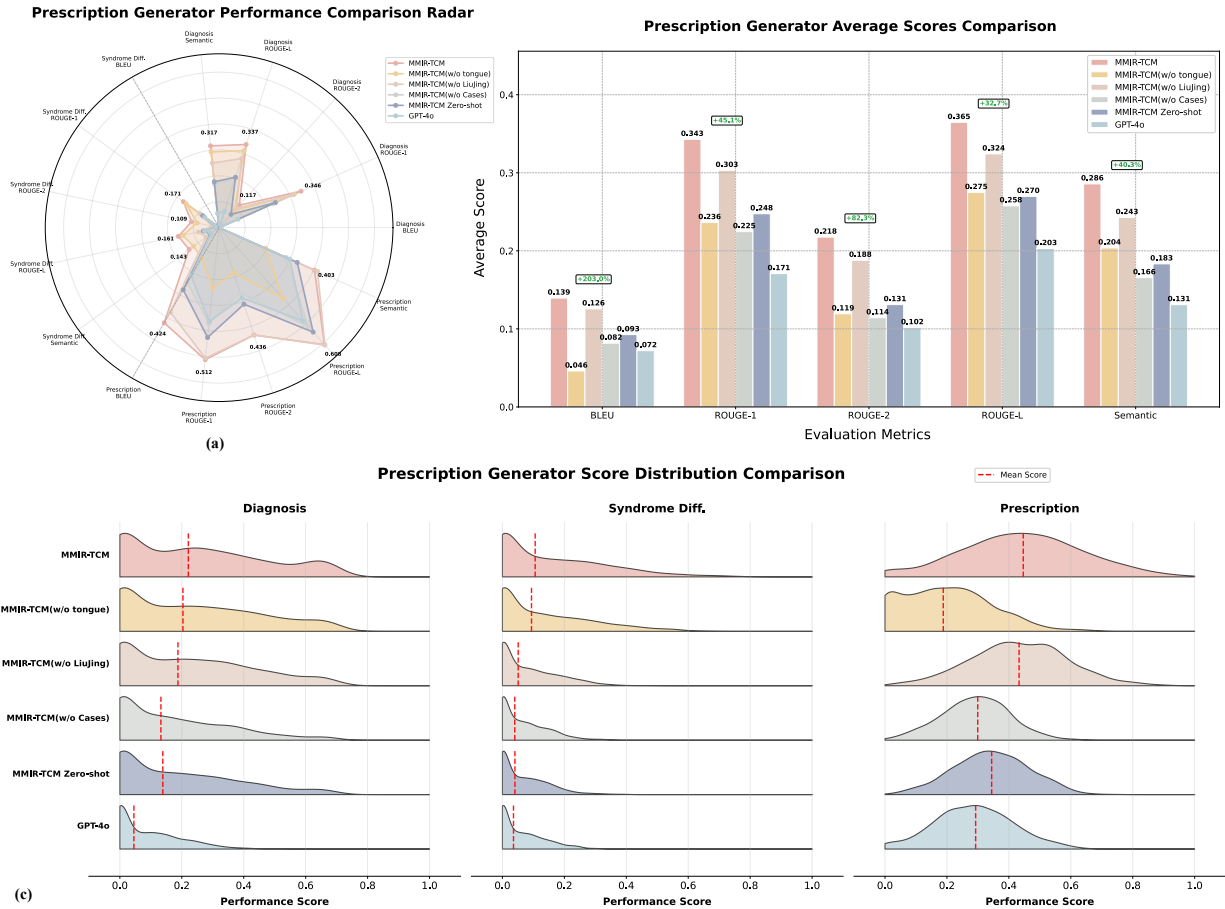 Prescription Generator Performance Comparison Radar
Diagnosis
Semantic
Diagnosis
ROUGE-L
Diagnosis
ROUGE-2
Diagnosis
ROUGE-1
Diagnosis
BLEU
Prescription
Semantic
Prescription
ROUGE-L
Prescription
ROUGE-2
Prescription
ROUGE-1
Prescription
BLEU
Syndrome Diff.
Semantic
Syndrome Diff.
ROUGE-L
Syndrome Diff.
ROUGE-2
Syndrome Diff.
ROUGE-1
Syndrome Diff.
BLEU
MMIR-TCM
MMIR-TCM(w/o tongue)
MMIR-TCM(w/o LiuJing)
MMIR-TCM(w/o Cases)
MMIR-TCM Zero-shot
GPT-4o
0.317
0.337
0.117
0.346
0.171
0.109
0.161
0.143
0.403
0.424
0.436
0.608
0.512
(a)
Prescription Generator Average Scores Comparison
MMIR-TCM
MMIR-TCM(w/o tongue)
MMIR-TCM(w/o LiuJing)
MMIR-TCM(w/o Cases)
MMIR-TCM Zero-shot
GPT-4o
Average Score
0,4
0.3
0.2
0.1
0.0
+203.0%
0.139
0.046
0.126
0.082
0.093
0.072
+45.1%
0.343
0.236
0.303
0.225
0.248
0.171
+82.3%
0.218
0.119
0.188
0.114
0.131
0.102
+32.7%
0.365
0.275
0.324
0.258
0.270
0.203
+40.3%
0.286
0.204
0.243
0.166
0.183
0.131
BLEU
ROUGE-1
ROUGE-2
ROUGE-L
Semantic
Evaluation Metrics
Prescription Generator Score Distribution Comparison
Mean Score
Diagnosis
Syndrome Diff.
Prescription
MMIR-TCM
MMIR-TCM(w/o tongue)
MMIR-TCM(w/o LiuJing)
MMIR-TCM(w/o Cases)
MMIR-TCM Zero-shot
GPT-4o
0.0 0.2 0.4 0.6 0.8 1.0
0.0 0.2 0.4 0.6 0.8 1.0
0.0 0.2 0.4 0.6 0.8 1.0
Performance Score
Performance Score
Performance Score
(c)